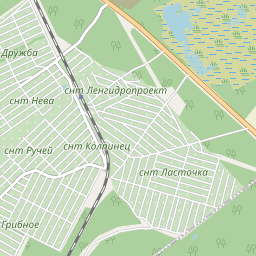 Дружба
снт Ленгидропроект
снт Нева
снт Ручей
снт Колпинец
снт Ласточка
Грибное